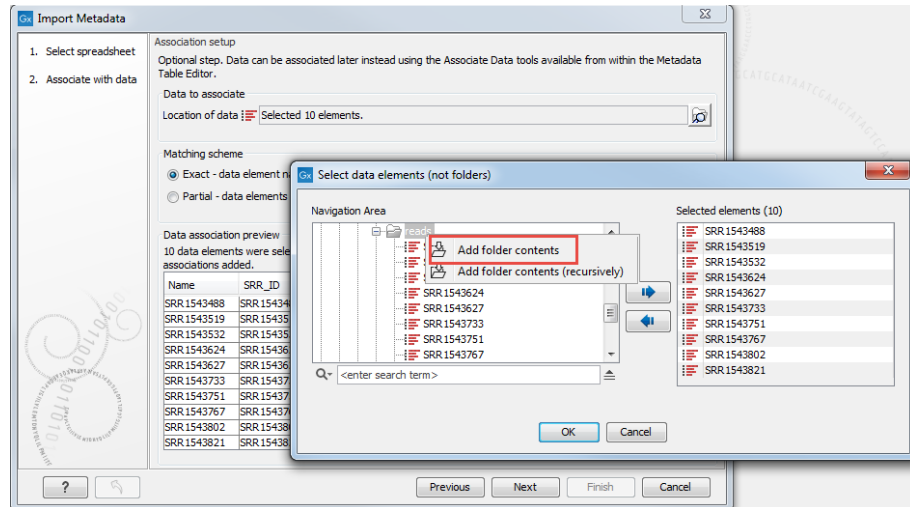 Gx Import Metadata
1. Select spreadsheet
2. Associate with data
Association setup
Optional step. Data can be associated later instead using the Associate Data tools available from within the Metadata
Table Editor.
Data to associate
Location of data Selected 10 elements.
Matching scheme
Exact - data element
Partial - data elements
Data association preview
10 data elements were
associations added.
Name SRR_ID
SRR1543488
SRR1543519
SRR1543532
SRR1543624
SRR1543627
SRR1543733
SRR1543751
SRR1543767
SRR1543802
SRR1543821
? Previous Next Finish Cancel
Gx Select data elements (not folders)
Navigation Area
reads
Add folder contents
Add folder contents (recursively)
SRR1543624
SRR1543627
SRR1543733
SRR1543751
SRR1543767
<enter search term>
Selected elements (10)
SRR1543488
SRR1543519
SRR1543532
SRR1543624
SRR1543627
SRR1543733
SRR1543751
SRR1543767
SRR1543802
SRR1543821
OK Cancel